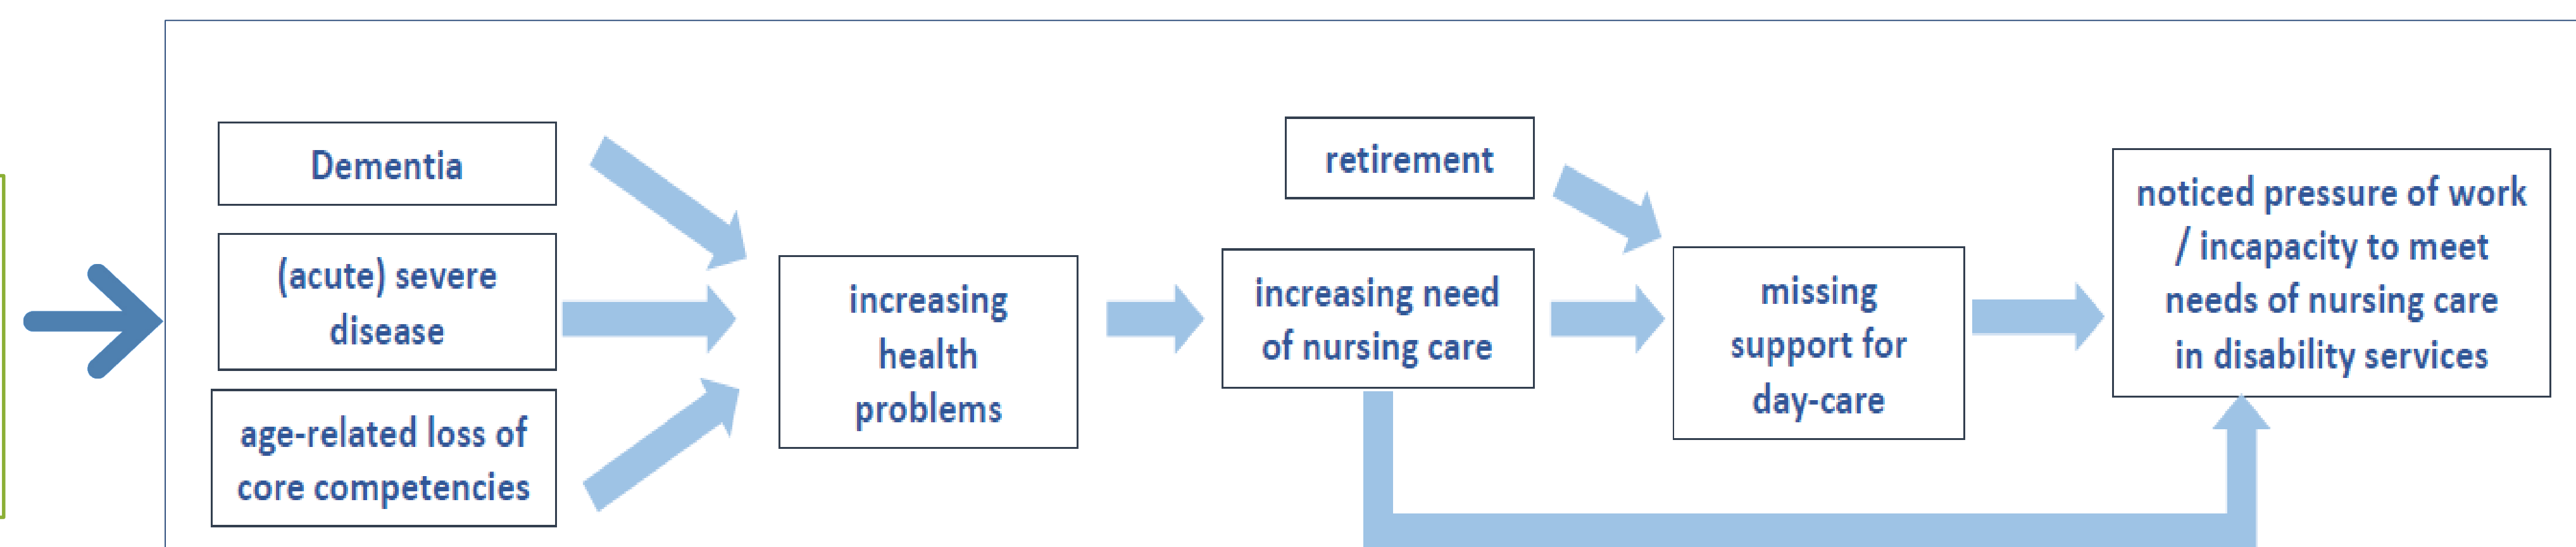 Dementia
(acute) severe
disease
age-related loss of
core competencies
increasing
health
problems
retirement
increasing need
of nursing care
missing
support for
day-care
noticed pressure of work
/ incapacity to meet
needs of nursing care
in disability services